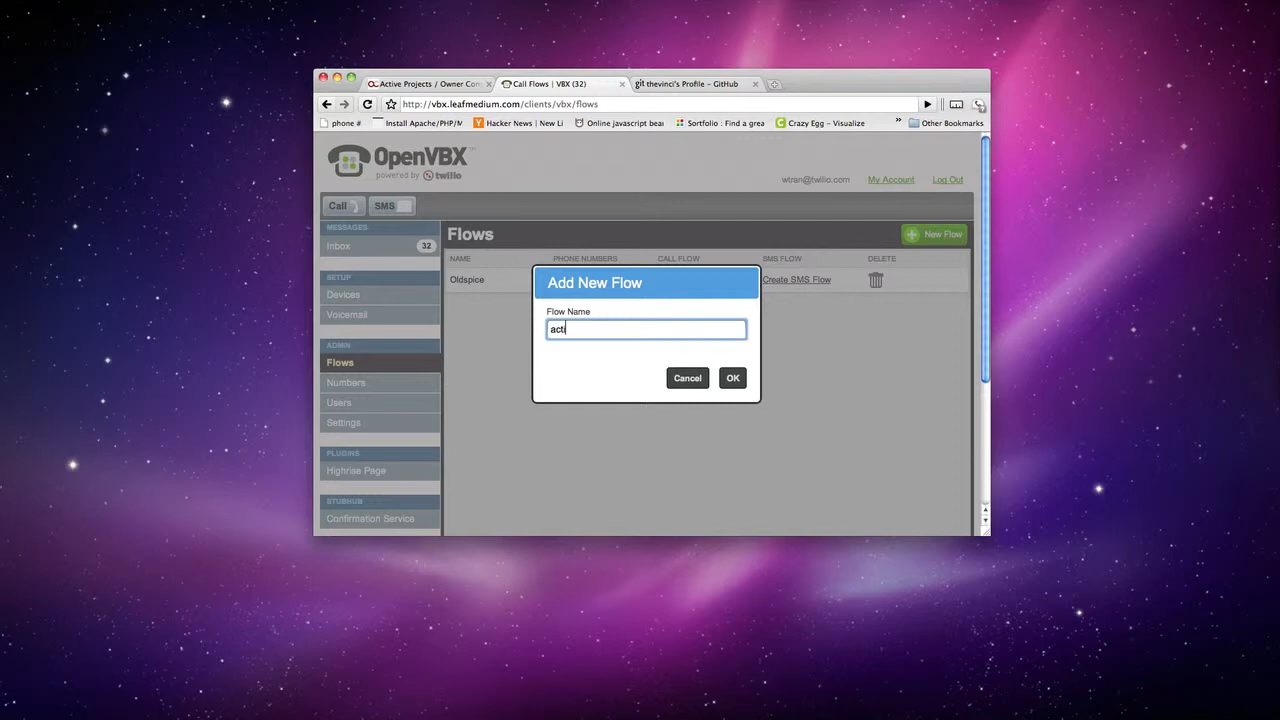 Active Projects / Owner Con
Call Flows | VBX (32)
git thevinci's Profile – GitHub
http://vbx.leafmedium.com/clients/vbx/flows
phone #
Install Apache/PHP/M
Hacker News | New Li
Online javascript beau
Sortfolio : Find a grea
Crazy Egg – Visualize
»
Other Bookmarks
OpenVBX™
powered by twilio
wtran@twilio.com
My Account
Log Out
Call
SMS
MESSAGES
Inbox
32
SETUP
Devices
Voicemail
ADMIN
Flows
Numbers
Users
Settings
PLUGINS
Highrise Page
STUBHUB
Confirmation Service
Flows
New Flow
NAME
PHONE NUMBERS
CALL FLOW
SMS FLOW
DELETE
Oldspice
Create SMS Flow
Add New Flow
Flow Name
acti
Cancel
OK